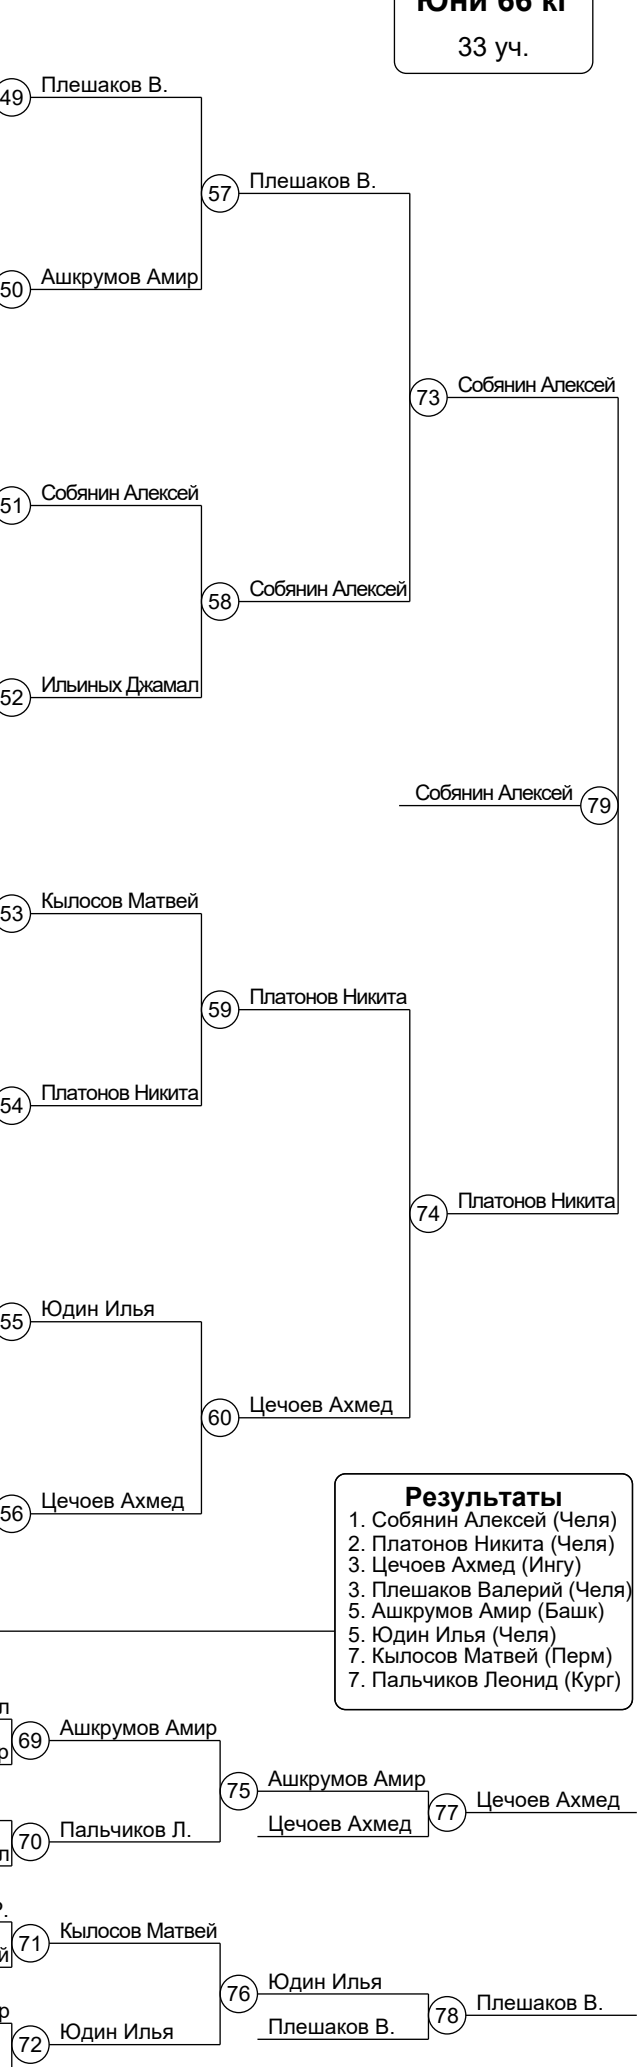 Юни 66 кг
33 уч.
49 Плешаков В.
57 Плешаков В.
50 Ашкрумов Амир
73 Собянин Алексей
51 Собянин Алексей
58 Собянин Алексей
52 Ильиных Джамал
Собянин Алексей 79
53 Кылосов Матвей
59 Платонов Никита
54 Платонов Никита
74 Платонов Никита
55 Юдин Илья
60 Цечоев Ахмед
56 Цечоев Ахмед
Результаты
1. Собянин Алексей (Челя)
2. Платонов Никита (Челя)
3. Цечоев Ахмед (Ингу)
3. Плешаков Валерий (Челя)
5. Ашкрумов Амир (Башк)
5. Юдин Илья (Челя)
7. Кылосов Матвей (Перм)
7. Пальчиков Леонид (Кург)
69 Ашкрумов Амир
75 Ашкрумов Амир
77 Цечоев Ахмед
Цечоев Ахмед
70 Пальчиков Л.
71 Кылосов Матвей
76 Юдин Илья
78 Плешаков В.
Плешаков В.
72 Юдин Илья